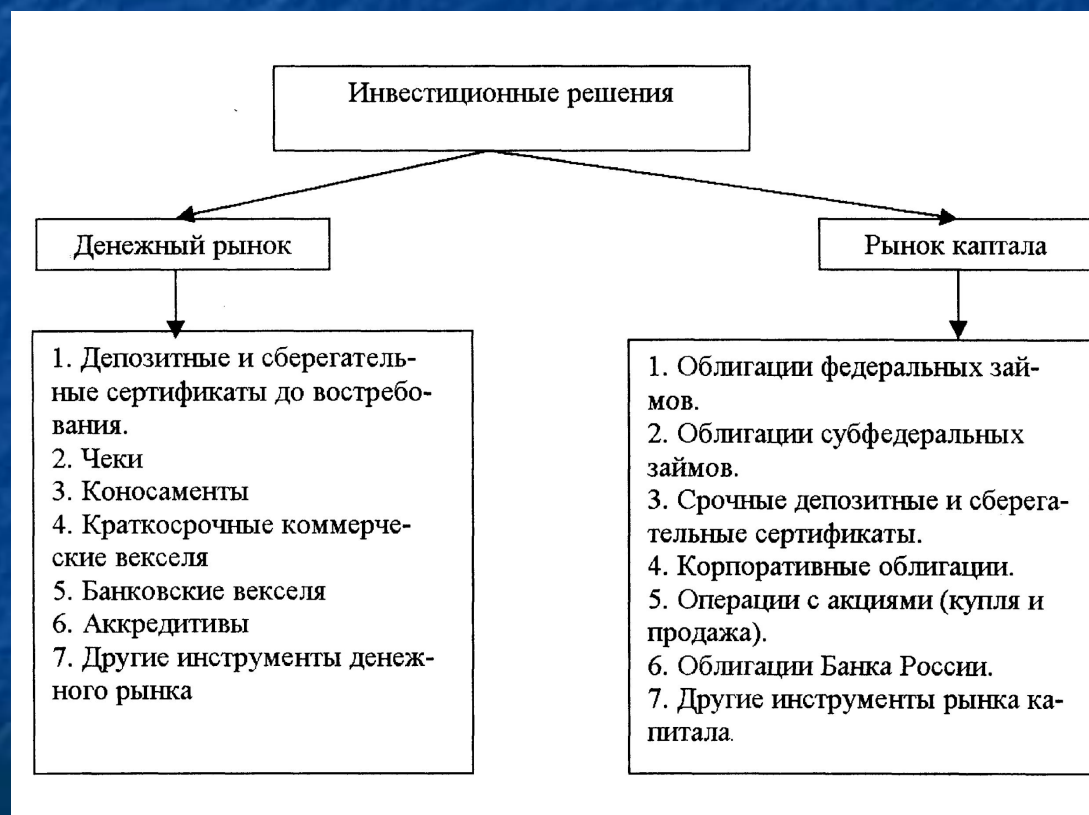 Инвестиционные решения
Денежный рынок
Рынок каптала
1. Депозитные и сберегатель-
ные сертификаты до востребо-
вания.
2. Чеки
3. Коносаменты
4. Краткосрочные коммерче-
ские векселя
5. Банковские векселя
6. Аккредитивы
7. Другие инструменты денеж-
ного рынка
1. Облигации федеральных зай-
мов.
2. Облигации субфедеральных
займов.
3. Срочные депозитные и сберега-
тельные сертификаты.
4. Корпоративные облигации.
5. Операции с акциями (купля и
продажа).
6. Облигации Банка России.
7. Другие инструменты рынка ка-
питала.